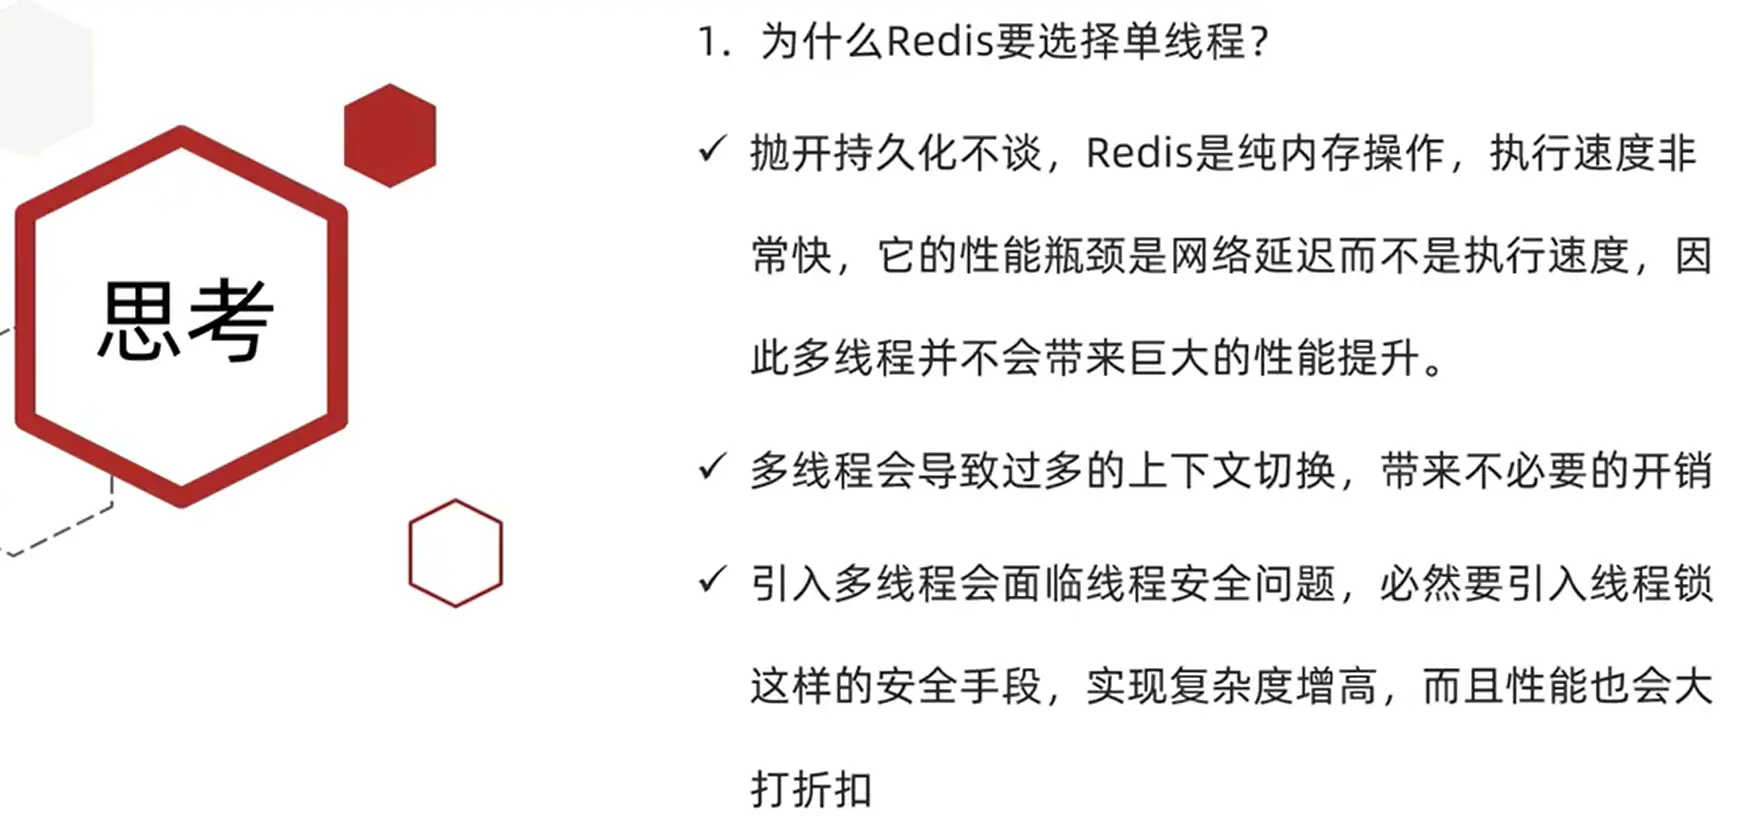 思考
1. 为什么Redis要选择单线程？
✓ 抛开持久化不谈，Redis是纯内存操作，执行速度非
常快，它的性能瓶颈是网络延迟而不是执行速度，因
此多线程并不会带来巨大的性能提升。
✓ 多线程会导致过多的上下文切换，带来不必要的开销
✓ 引入多线程会面临线程安全问题，必然要引入线程锁
这样的安全手段，实现复杂度增高，而且性能也会大
打折扣